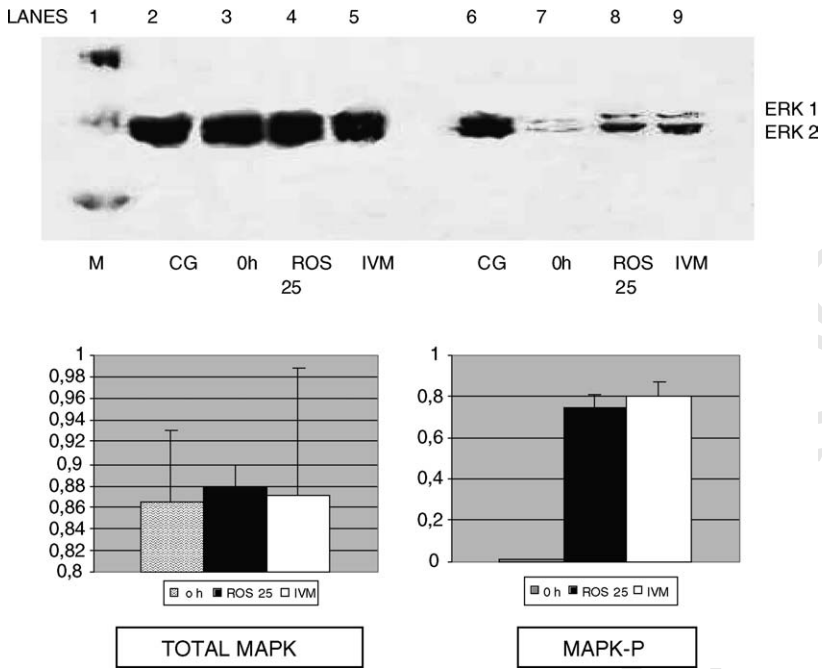 LANES 1 2 3 4 5 6 7 8 9
ERK 1
ERK 2
M CG 0h ROS IVM CG 0h ROS IVM
25 25
1
0,98
0,96
0,94
0,92
0,9
0,88
0,86
0,84
0,82
0,8
o h ROS 25 IVM
TOTAL MAPK
1
0,8
0,6
0,4
0,2
0
0 h ROS 25 IVM
MAPK-P